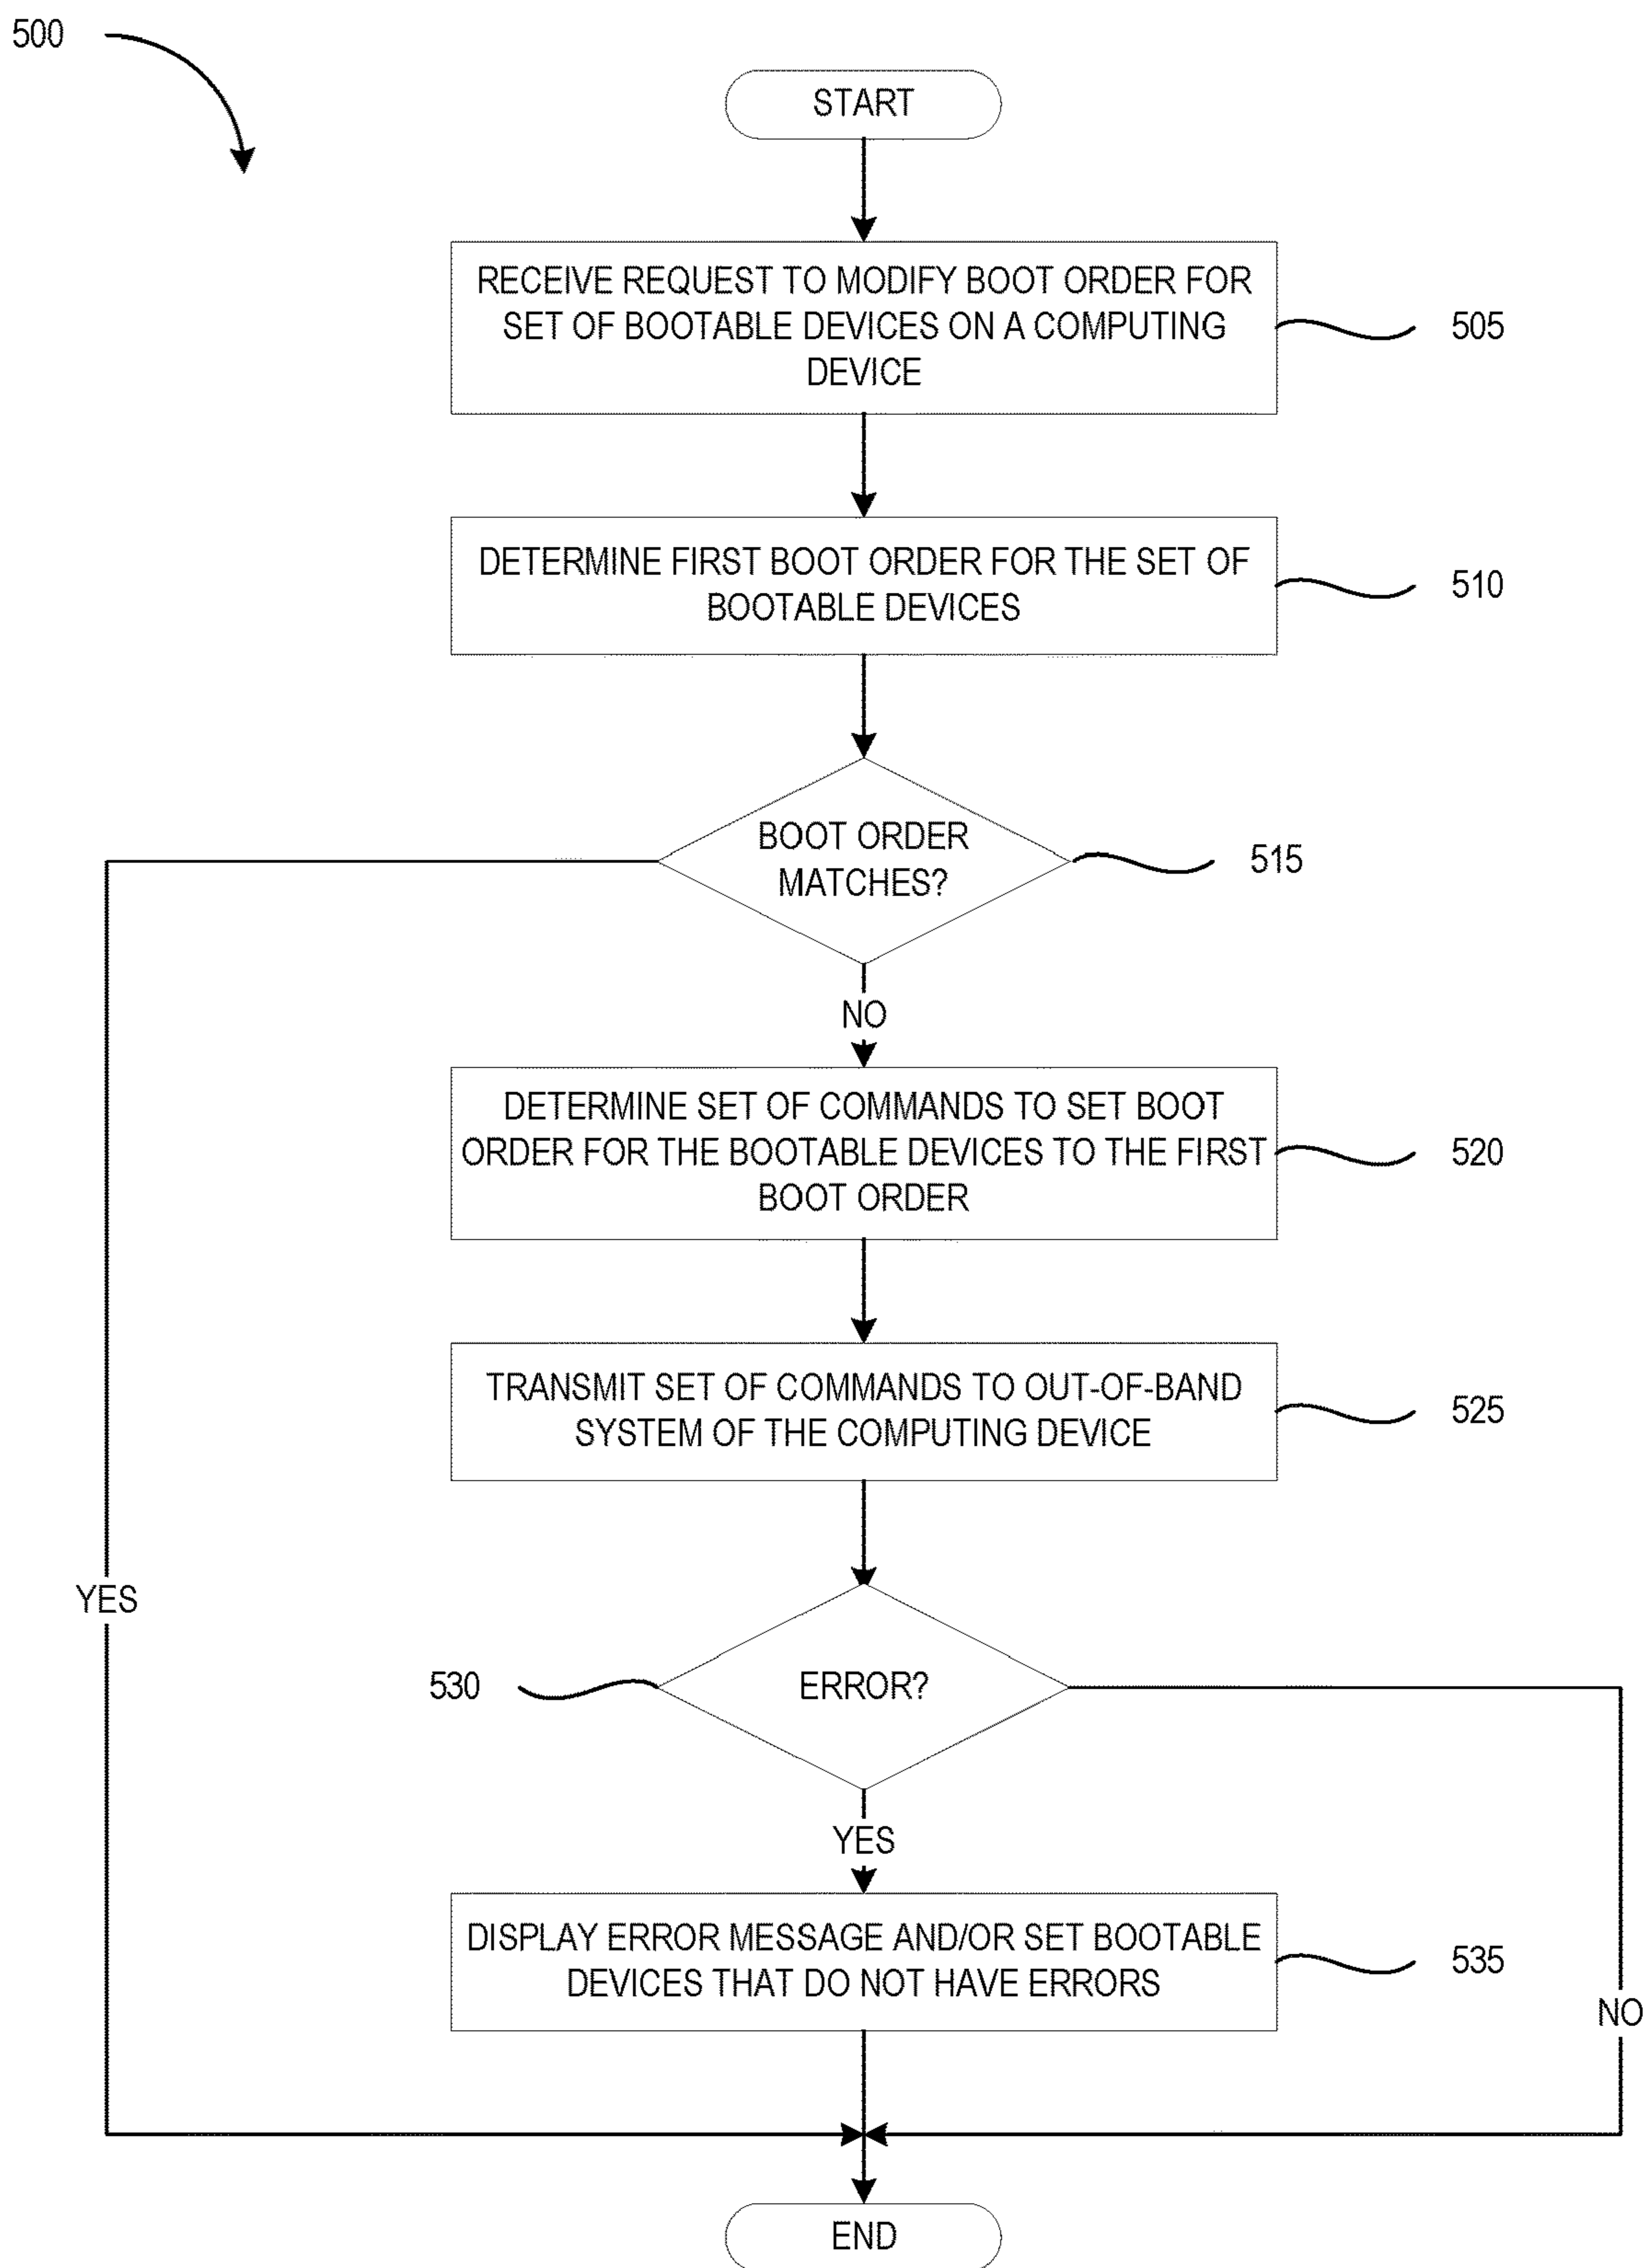 500
START
RECEIVE REQUEST TO MODIFY BOOT ORDER FOR
SET OF BOOTABLE DEVICES ON A COMPUTING
DEVICE
505
DETERMINE FIRST BOOT ORDER FOR THE SET OF
BOOTABLE DEVICES
510
BOOT ORDER
MATCHES?
515
NO
DETERMINE SET OF COMMANDS TO SET BOOT
ORDER FOR THE BOOTABLE DEVICES TO THE FIRST
BOOT ORDER
520
TRANSMIT SET OF COMMANDS TO OUT-OF-BAND
SYSTEM OF THE COMPUTING DEVICE
525
YES
530
ERROR?
YES
DISPLAY ERROR MESSAGE AND/OR SET BOOTABLE
DEVICES THAT DO NOT HAVE ERRORS
535
NO
END